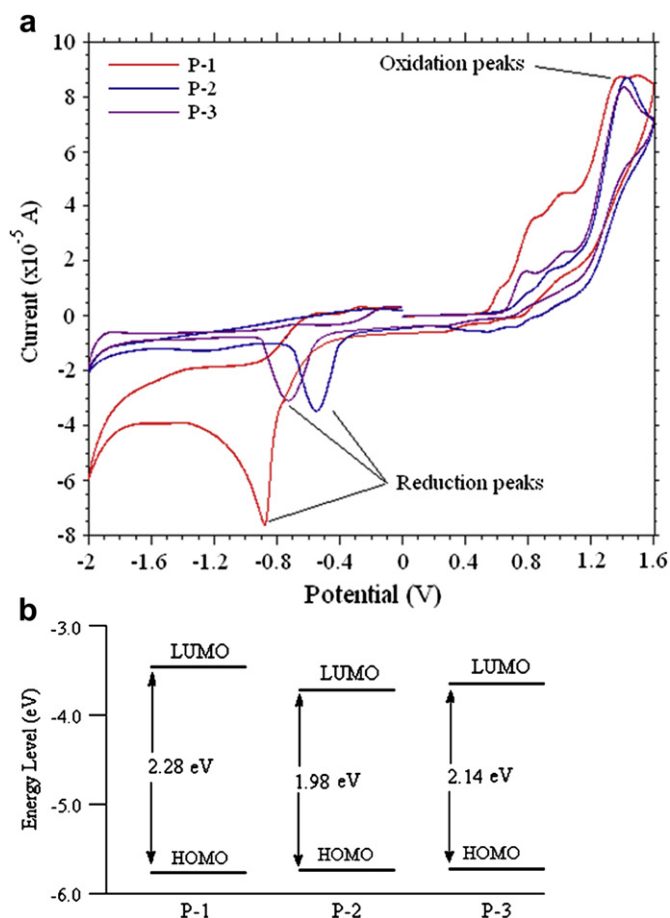 a
10
8
6
4
2
0
-2
-4
-6
-8
Current (x10⁻⁵ A)
P-1
P-2
P-3
Oxidation peaks
Reduction peaks
-2 -1.6 -1.2 -0.8 -0.4 0 0.4 0.8 1.2 1.6
Potential (V)
b
-3.0
-4.0
-5.0
-6.0
Energy Level (eV)
LUMO LUMO LUMO
2.28 eV 1.98 eV 2.14 eV
HOMO HOMO HOMO
P-1 P-2 P-3